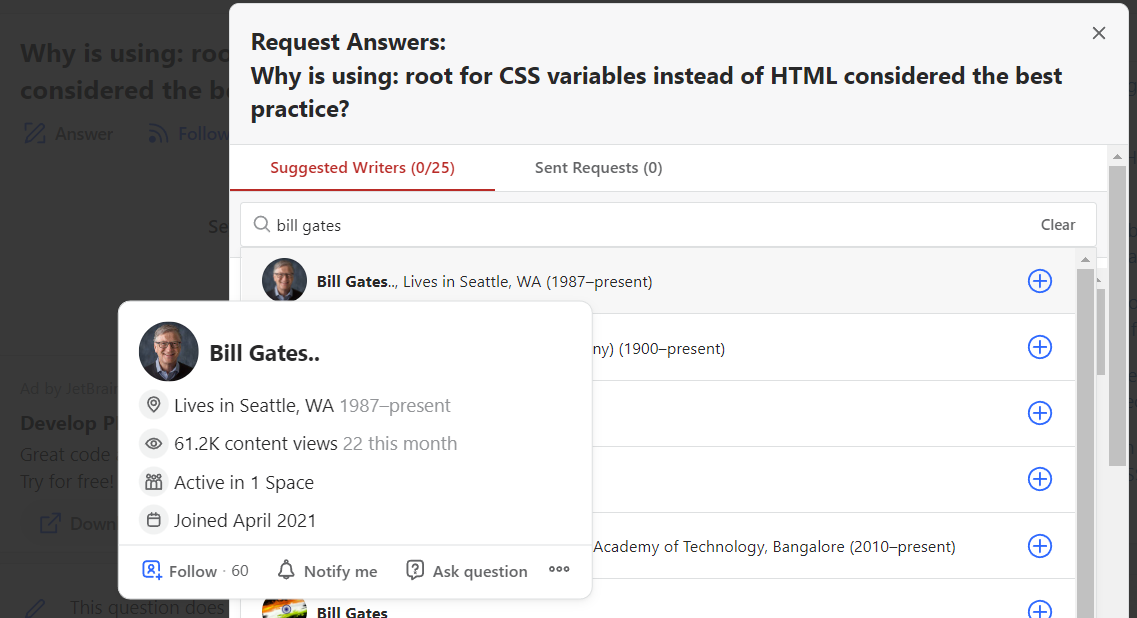 Why is using: roo
considered the b
Answer
Follow
Se
Ad by JetBrain
Develop P
Great code
Try for free!
Down
This question does
Request Answers:
Why is using: root for CSS variables instead of HTML considered the best
practice?
Suggested Writers (0/25)
Sent Requests (0)
bill gates
Clear
Bill Gates.., Lives in Seattle, WA (1987–present)
ny) (1900–present)
Academy of Technology, Bangalore (2010–present)
Bill Gates
Bill Gates..
Lives in Seattle, WA 1987–present
61.2K content views 22 this month
Active in 1 Space
Joined April 2021
Follow · 60
Notify me
Ask question